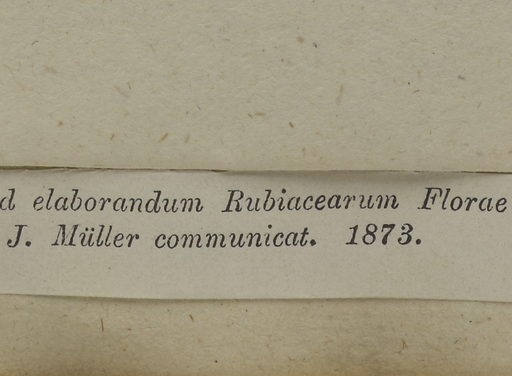 d elaborandum Rubiacearum Florae
J. Müller communicat. 1873.